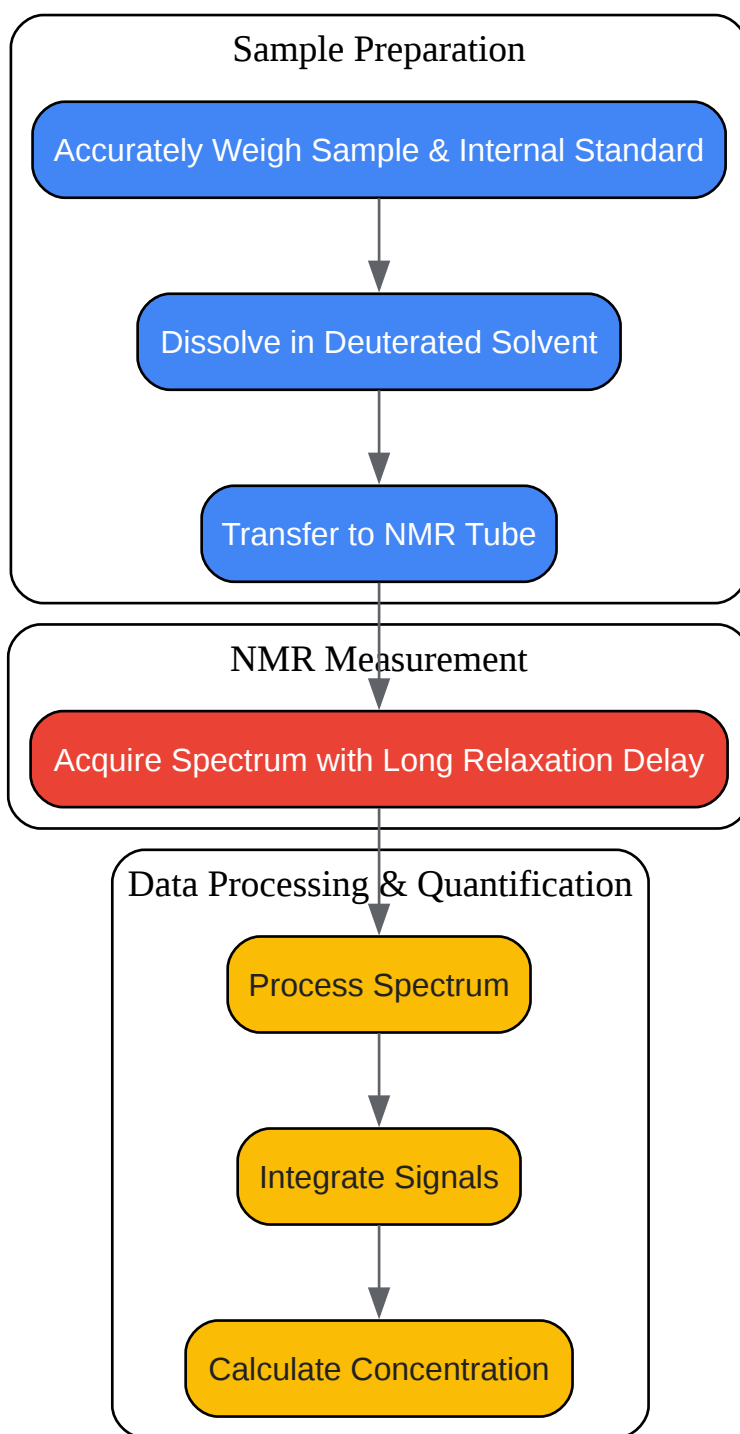 Sample Preparation
Accurately Weigh Sample & Internal Standard
Dissolve in Deuterated Solvent
Transfer to NMR Tube
NMR Measurement
Acquire Spectrum with Long Relaxation Delay
Data Processing & Quantification
Process Spectrum
Integrate Signals
Calculate Concentration